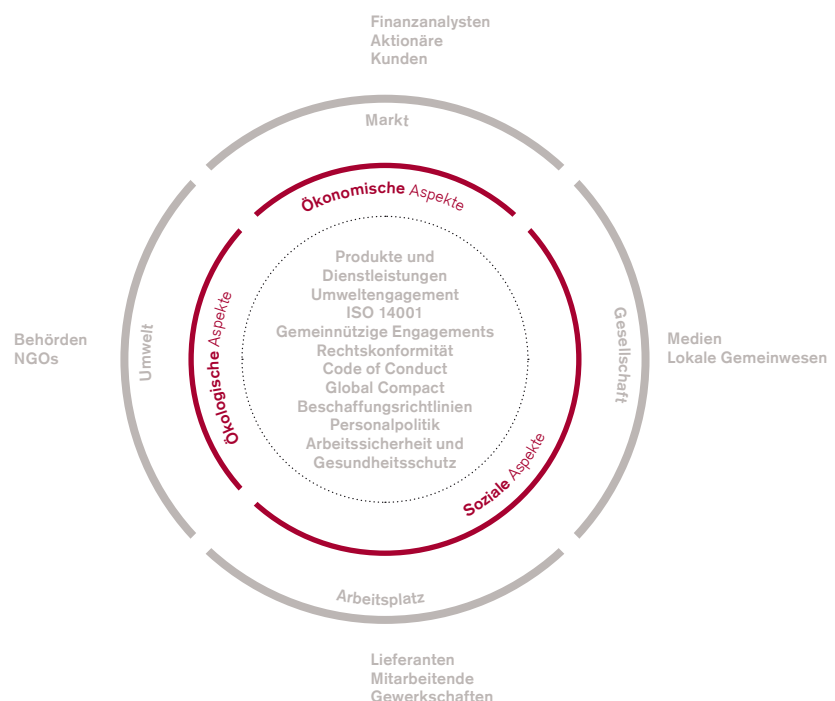 Finanzanalysten
Aktionäre
Kunden
Markt
Ökonomische Aspekte
Produkte und
Dienstleistungen
Umweltengagement
ISO 14001
Gemeinnützige Engagements
Rechtskonformität
Code of Conduct
Global Compact
Beschaffungsrichtlinien
Personalpolitik
Arbeitssicherheit und
Gesundheitsschutz
Ökologische Aspekte
Umwelt
Behörden
NGOs
Gesellschaft
Medien
Lokale Gemeinwesen
Soziale Aspekte
Arbeitsplatz
Lieferanten
Mitarbeitende
Gewerkschaften